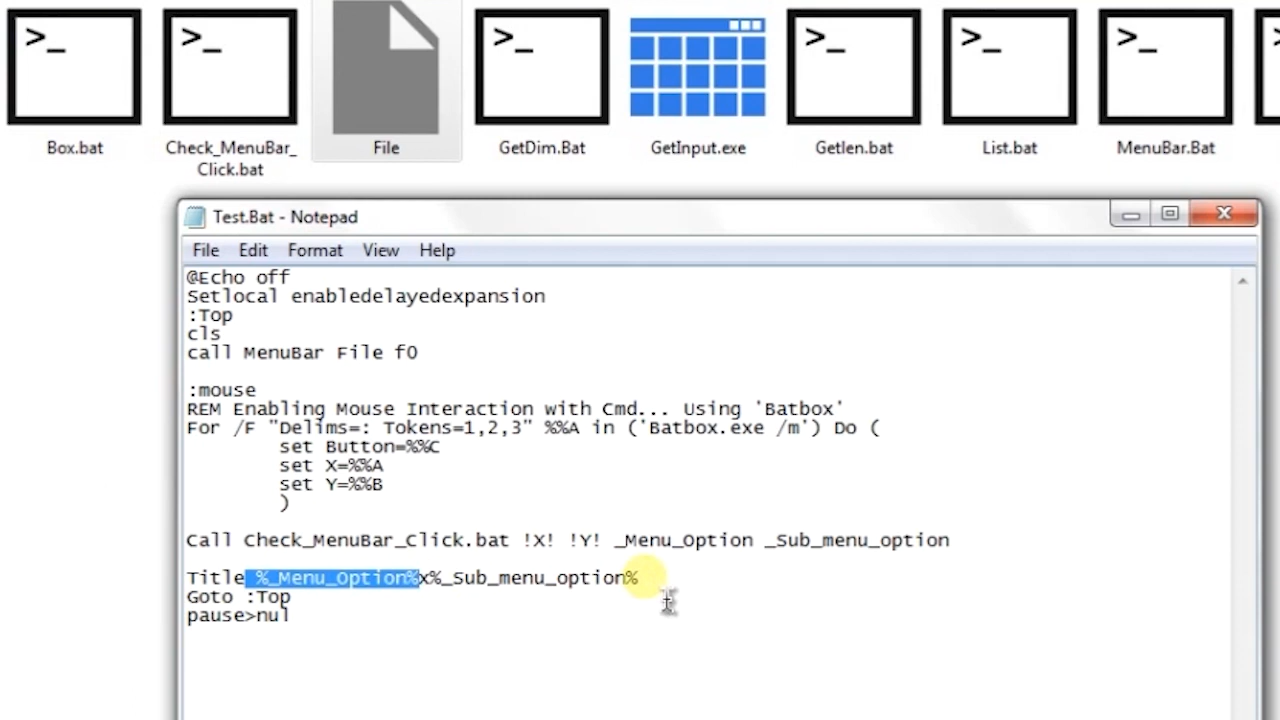 >_ >_ >_ >_ >_ >_
Box.bat Check_MenuBar_ File GetDim.Bat GetInput.exe Getlen.bat List.bat MenuBar.Bat
Click.bat
Test.Bat - Notepad
File Edit Format View Help
@Echo off
Setlocal enabledelayedexpansion
:Top
cls
call MenuBar File f0
:mouse
REM Enabling Mouse Interaction with Cmd... Using 'Batbox'
For /F "Delims=: Tokens=1,2,3" %%A in ('Batbox.exe /m') Do (
set Button=%%C
set X=%%A
set Y=%%B
)
Call Check_MenuBar_Click.bat !X! !Y! _Menu_Option _Sub_menu_option
Title %_Menu_Option%x%_Sub_menu_option%
Goto :Top
pause>nul